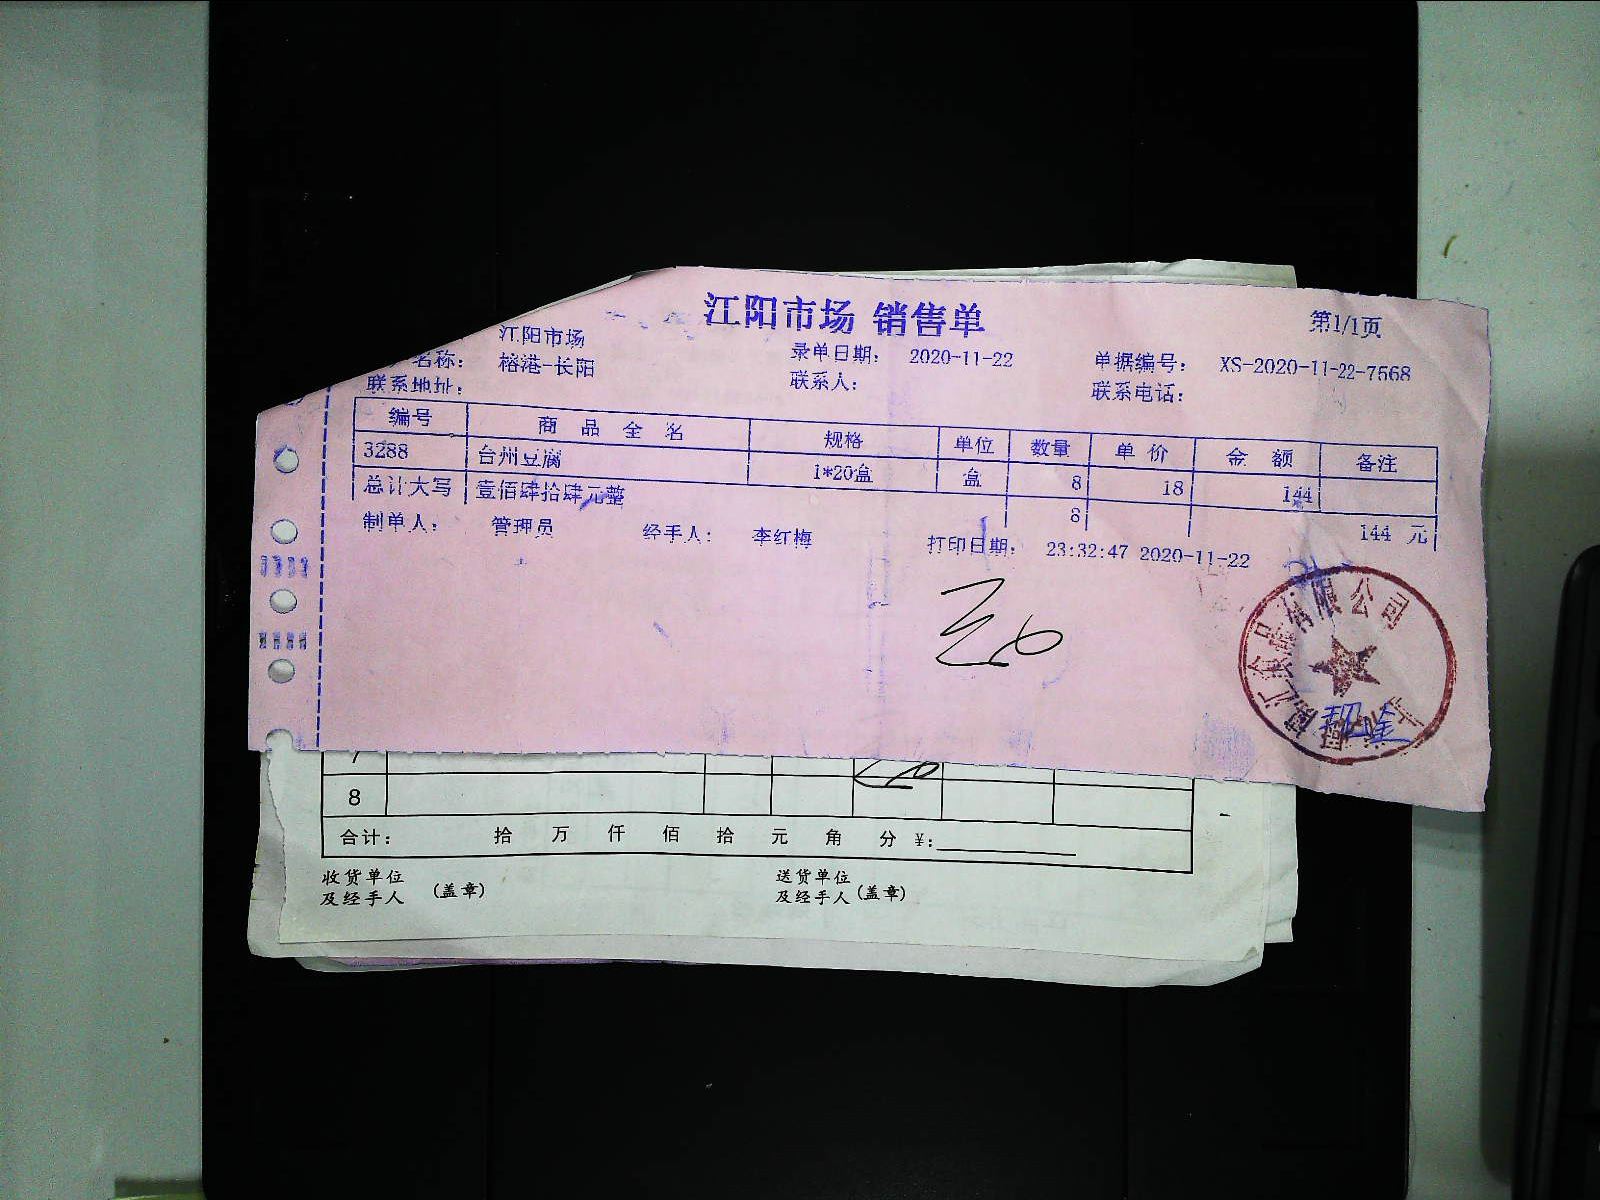 江阳市场 销售单
第1/1页
江阳市场
名称: 榕港-长阳 录单日期: 2020-11-22 单据编号: XS-2020-11-22-7568
联系地址: 联系人: 联系电话:
编号 商品全名 规格 单位 数量 单价 金额 备注
3288 台州豆腐 1*20盒 盒 8 18 144
总计大写 壹佰肆拾肆元整 8 144 元
制单人: 管理员 经手人: 李红梅 打印日期: 23:32:47 2020-11-22
有限公司
7
8
合计: 拾 万 仟 佰 拾 元 角 分 ¥:
收货单位 送货单位
及经手人 (盖章) 及经手人 (盖章)